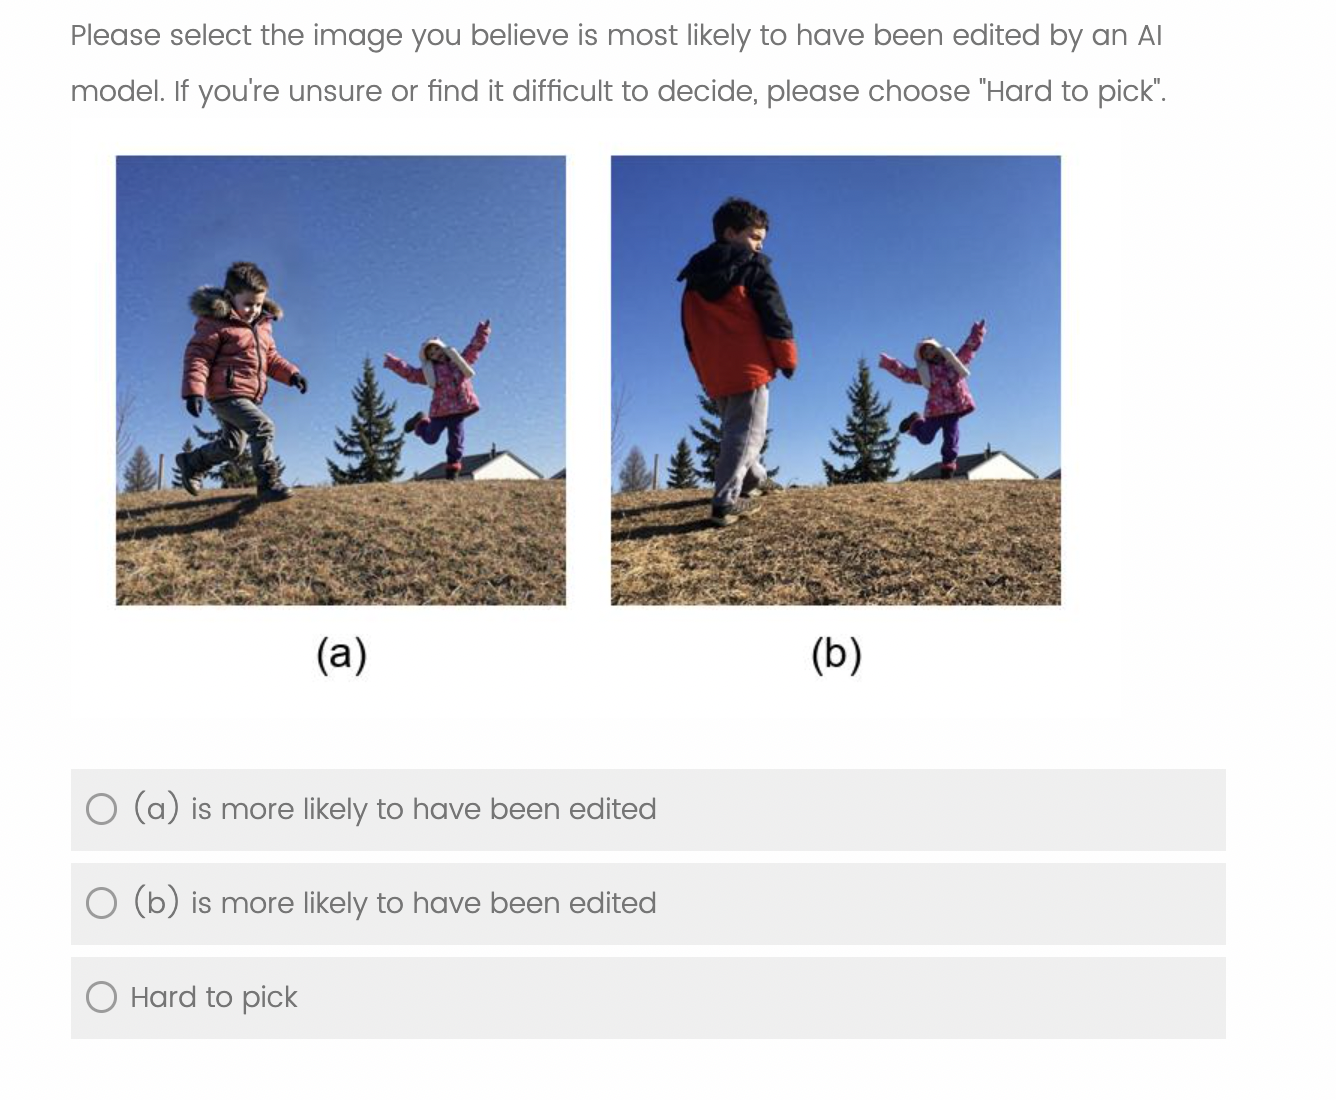 Please select the image you believe is most likely to have been edited by an AI
model. If you're unsure or find it difficult to decide, please choose "Hard to pick".
(a)
(b)
(a) is more likely to have been edited
(b) is more likely to have been edited
Hard to pick